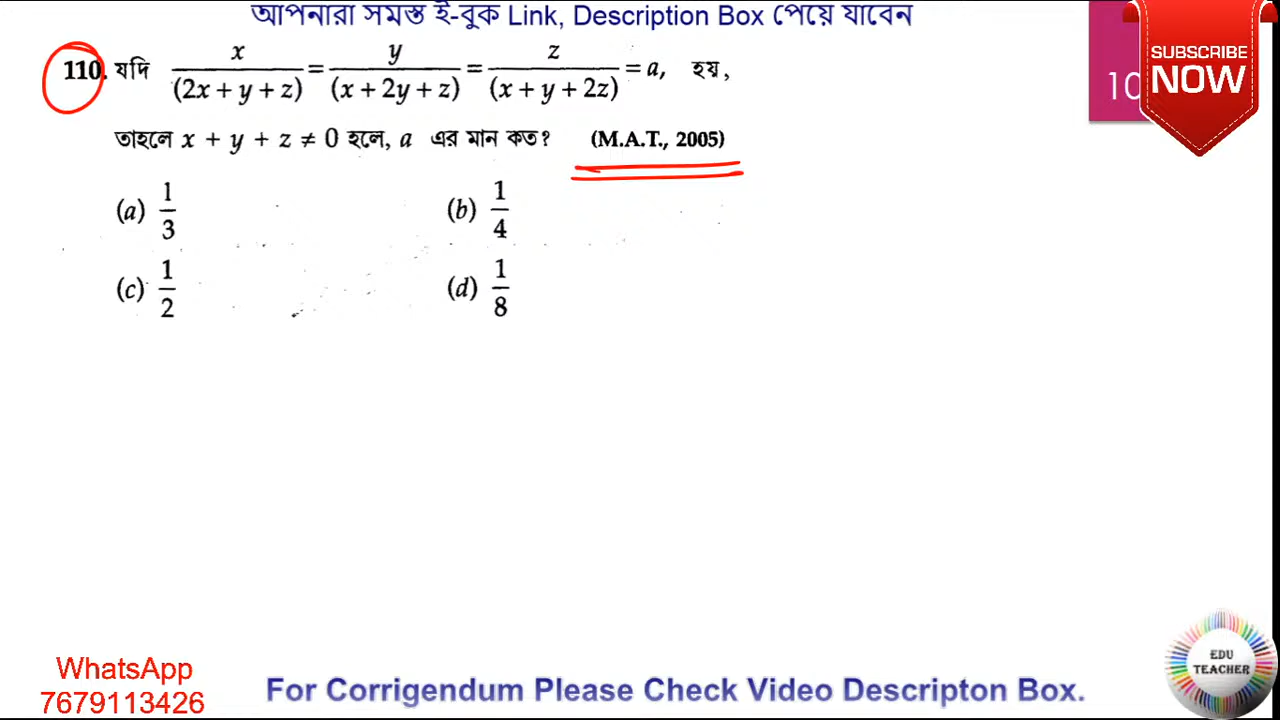 আপনারা সমস্ত ই-বুক Link, Description Box পেয়ে যাবেন
SUBSCRIBE
NOW
10
110. যদি x/(2x + y + z) = y/(x + 2y + z) = z/(x + y + 2z) = a, হয়,
তাহলে x + y + z ≠ 0 হলে, a এর মান কত? (M.A.T., 2005)
(a) 1/3 (b) 1/4
(c) 1/2 (d) 1/8
EDU
TEACHER
WhatsApp
7679113426
For Corrigendum Please Check Video Descripton Box.